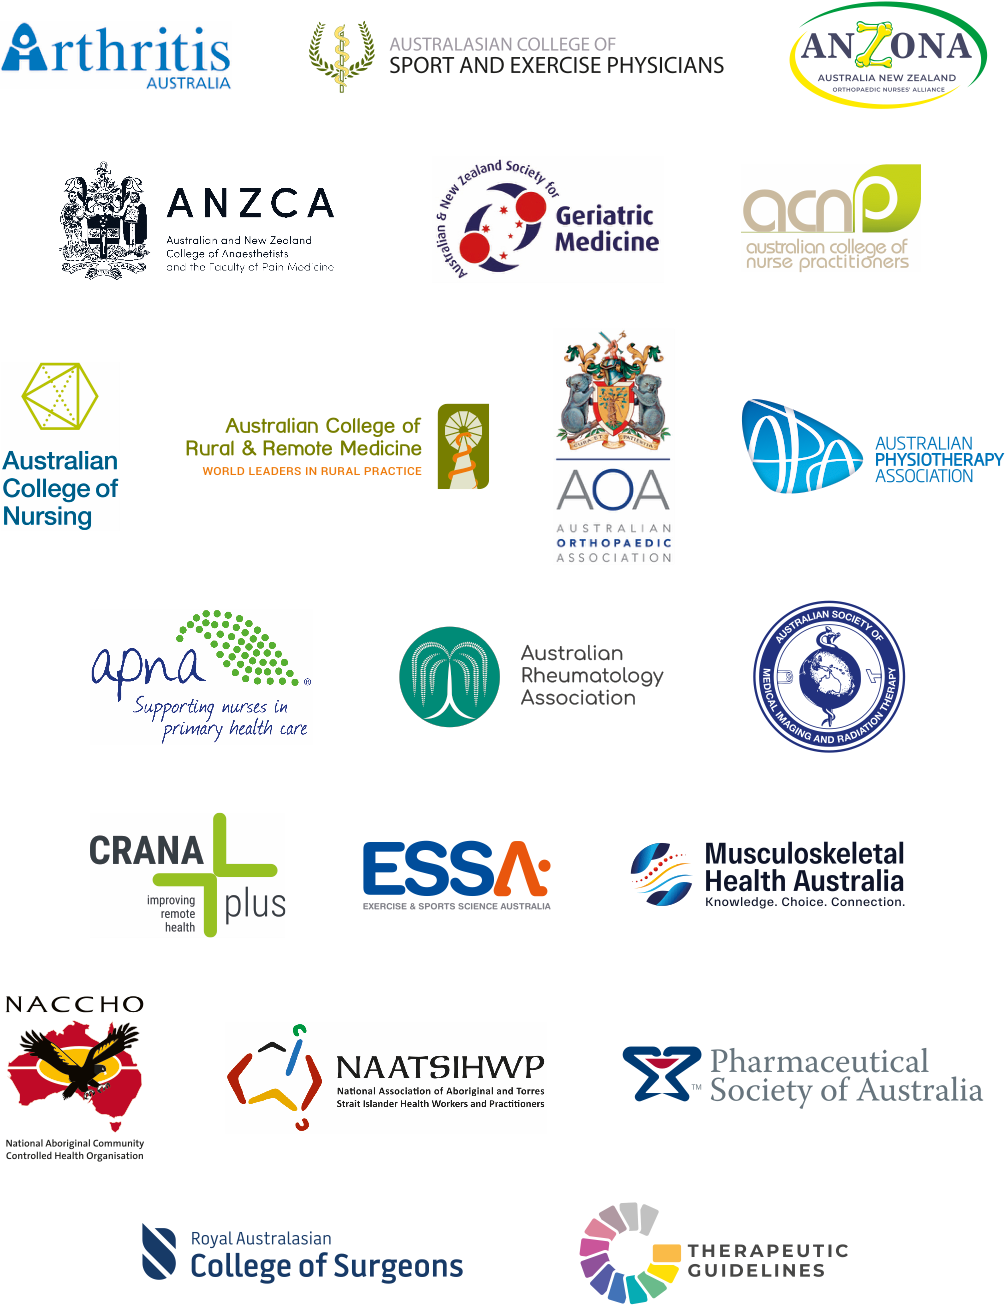 Arthritis
AUSTRALIA
AUSTRALASIAN COLLEGE OF
SPORT AND EXERCISE PHYSICIANS
ANZONA
AUSTRALIA NEW ZEALAND
ORTHOPAEDIC NURSES' ALLIANCE
ANZCA
Australian and New Zealand
College of Anaesthetists
and the Faculty of Pain Medicine
Australian & New Zealand Society for
Geriatric
Medicine
acnp
australian college of
nurse practitioners
Australian
College of
Nursing
Australian College of
Rural & Remote Medicine
WORLD LEADERS IN RURAL PRACTICE
AOA
AUSTRALIAN
ORTHOPAEDIC
ASSOCIATION
APA
AUSTRALIAN
PHYSIOTHERAPY
ASSOCIATION
apna ®
Supporting nurses in
primary health care
Australian
Rheumatology
Association
AUSTRALIAN SOCIETY OF
MEDICAL IMAGING AND RADIATION THERAPY
CRANA
plus
improving
remote
health
ESSA
EXERCISE & SPORTS SCIENCE AUSTRALIA
Musculoskeletal
Health Australia
Knowledge. Choice. Connection.
NACCHO
National Aboriginal Community
Controlled Health Organisation
NAATSIHWP
National Association of Aboriginal and Torres
Strait Islander Health Workers and Practitioners
™ Pharmaceutical
Society of Australia
Royal Australasian
College of Surgeons
THERAPEUTIC
GUIDELINES